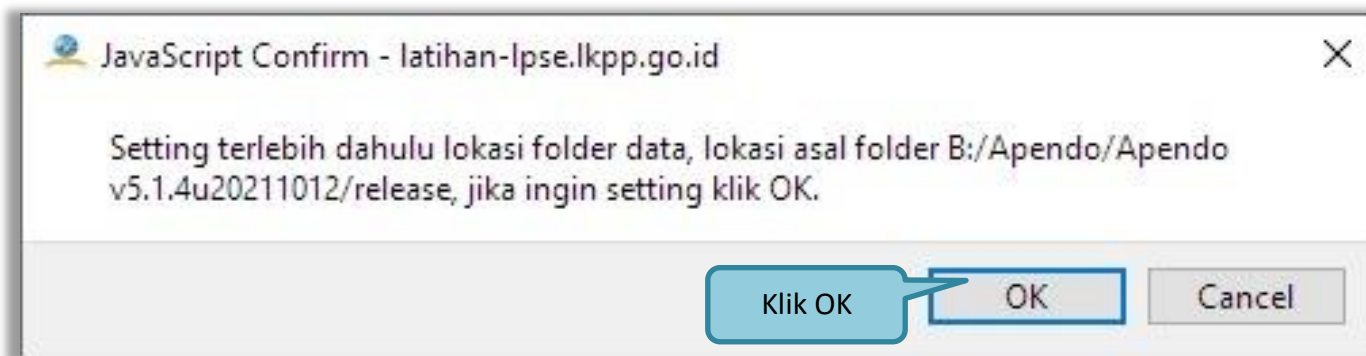 JavaScript Confirm - latihan-lpse.lkpp.go.id
Setting terlebih dahulu lokasi folder data, lokasi asal folder B:/Apendo/Apendo
v5.1.4u20211012/release, jika ingin setting klik OK.
Klik OK
OK
Cancel